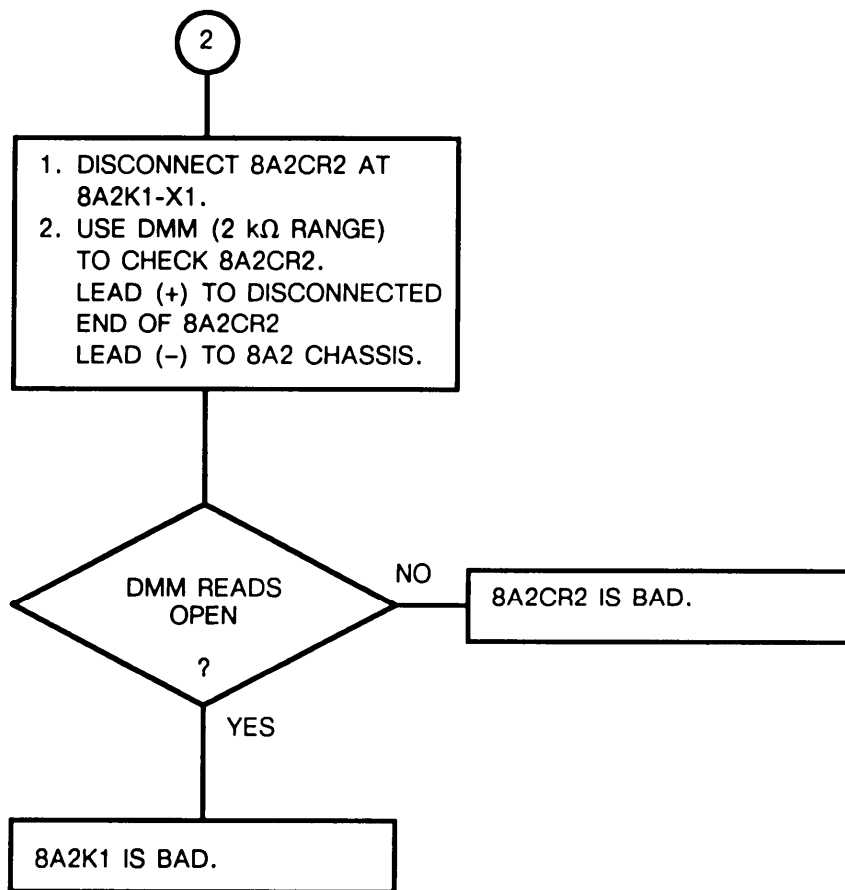 2
1. DISCONNECT 8A2CR2 AT
8A2K1-X1.
2. USE DMM (2 kΩ RANGE)
TO CHECK 8A2CR2.
LEAD (+) TO DISCONNECTED
END OF 8A2CR2
LEAD (–) TO 8A2 CHASSIS.
DMM READS
OPEN
?
NO
8A2CR2 IS BAD.
YES
8A2K1 IS BAD.